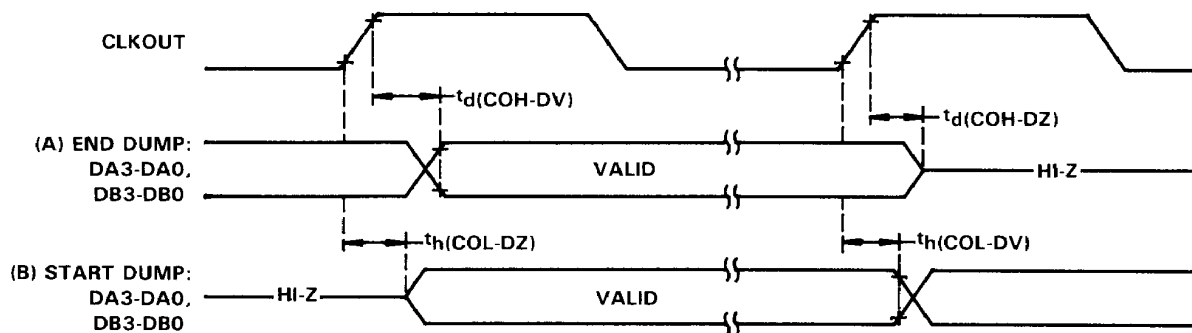 CLKOUT
td(COH-DV)
td(COH-DZ)
(A) END DUMP:
DA3-DA0,
DB3-DB0
VALID
HI-Z
th(COL-DZ)
th(COL-DV)
(B) START DUMP:
DA3-DA0,
DB3-DB0
HI-Z
VALID